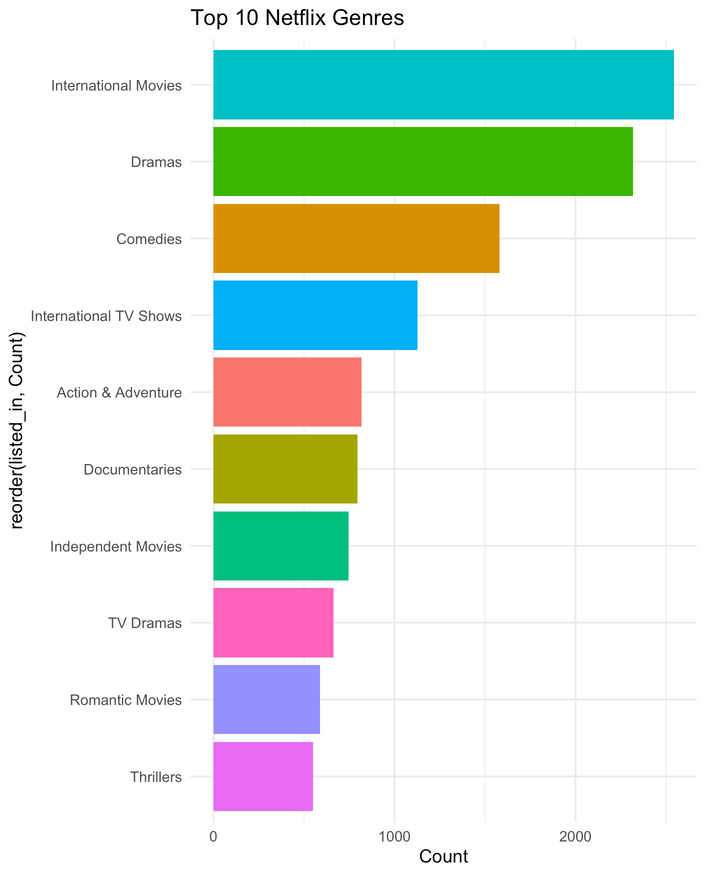 Top 10 Netflix Genres
reorder(listed_in, Count)
International Movies
Dramas
Comedies
International TV Shows
Action & Adventure
Documentaries
Independent Movies
TV Dramas
Romantic Movies
Thrillers
0 1000 2000
Count